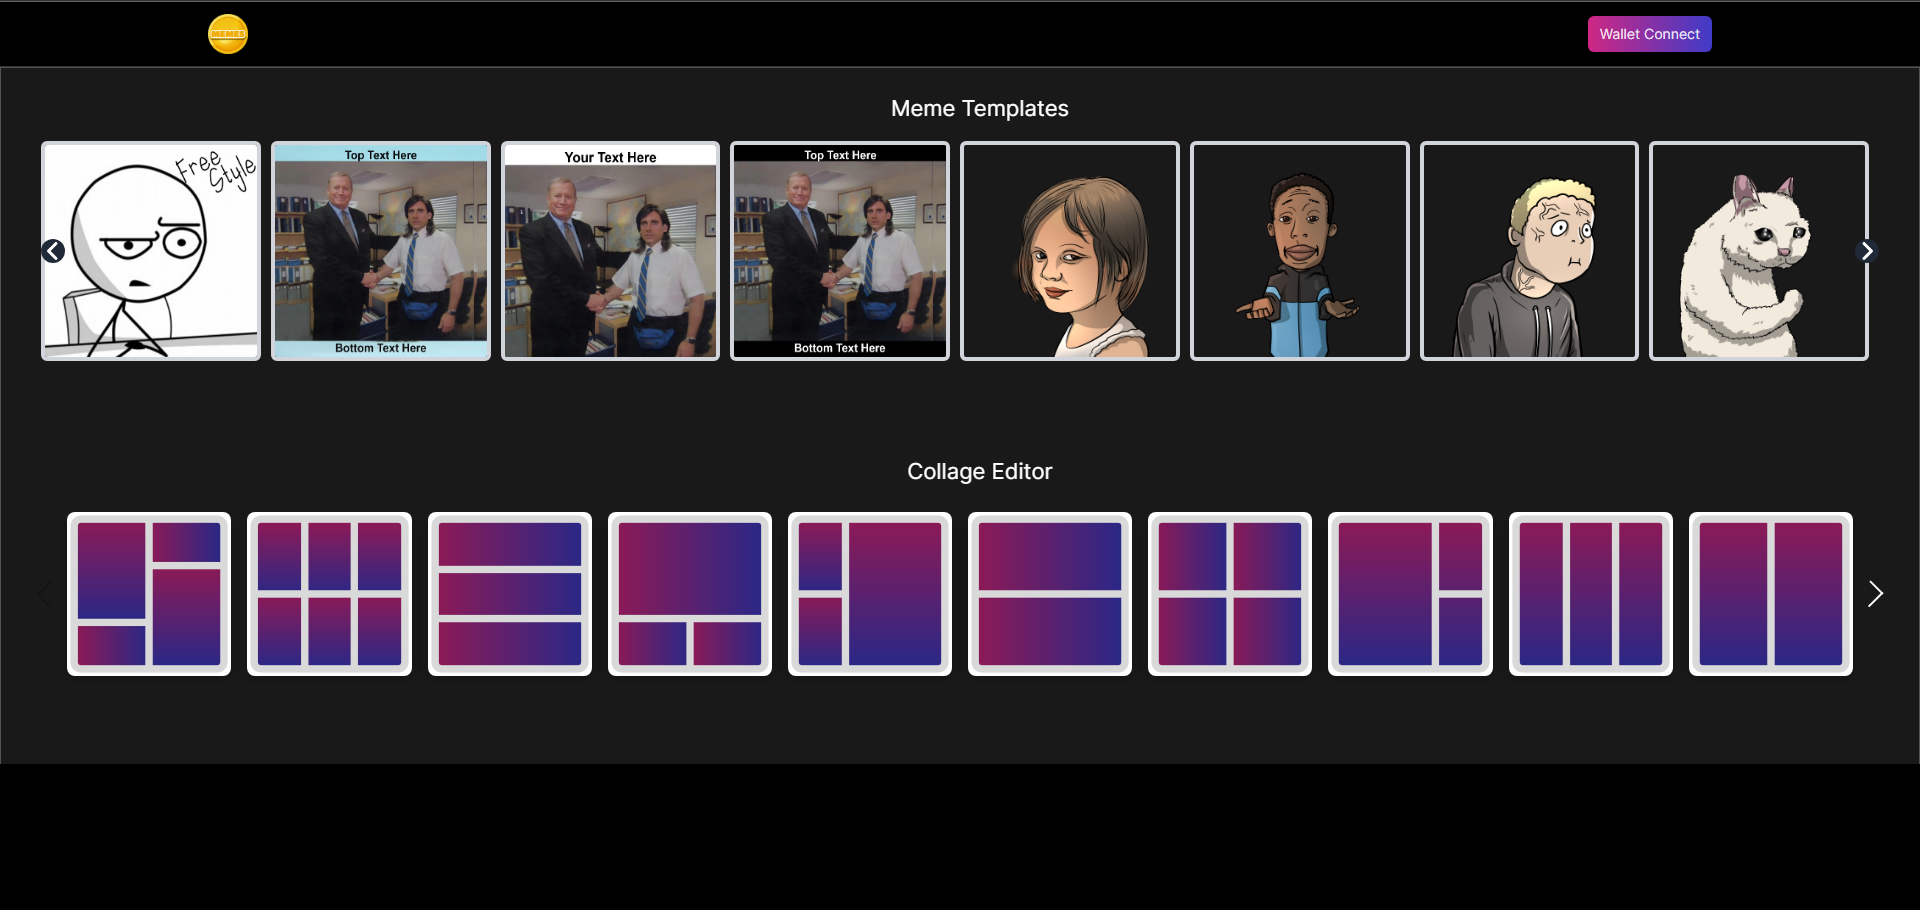 MEMES
Wallet Connect
Meme Templates
Free
Style
Top Text Here
Bottom Text Here
Your Text Here
Top Text Here
Bottom Text Here
Collage Editor